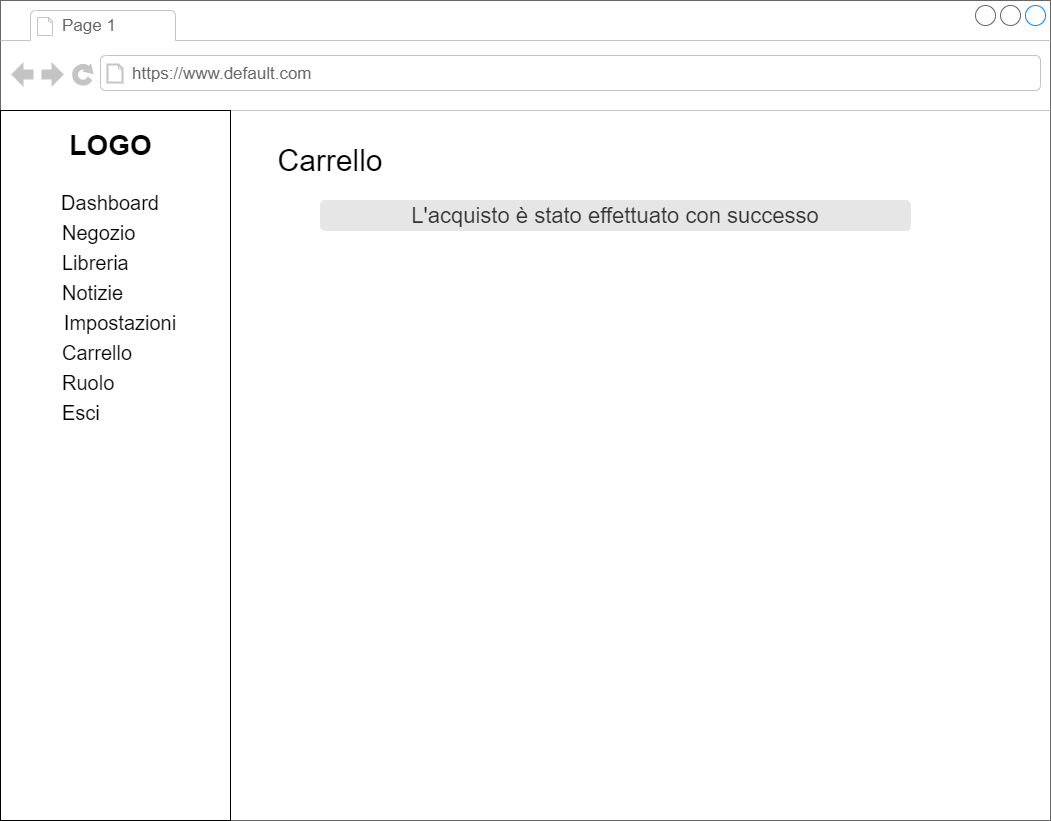 Page 1
https://www.default.com
LOGO
Dashboard
Negozio
Libreria
Notizie
Impostazioni
Carrello
Ruolo
Esci
Carrello
L'acquisto è stato effettuato con successo